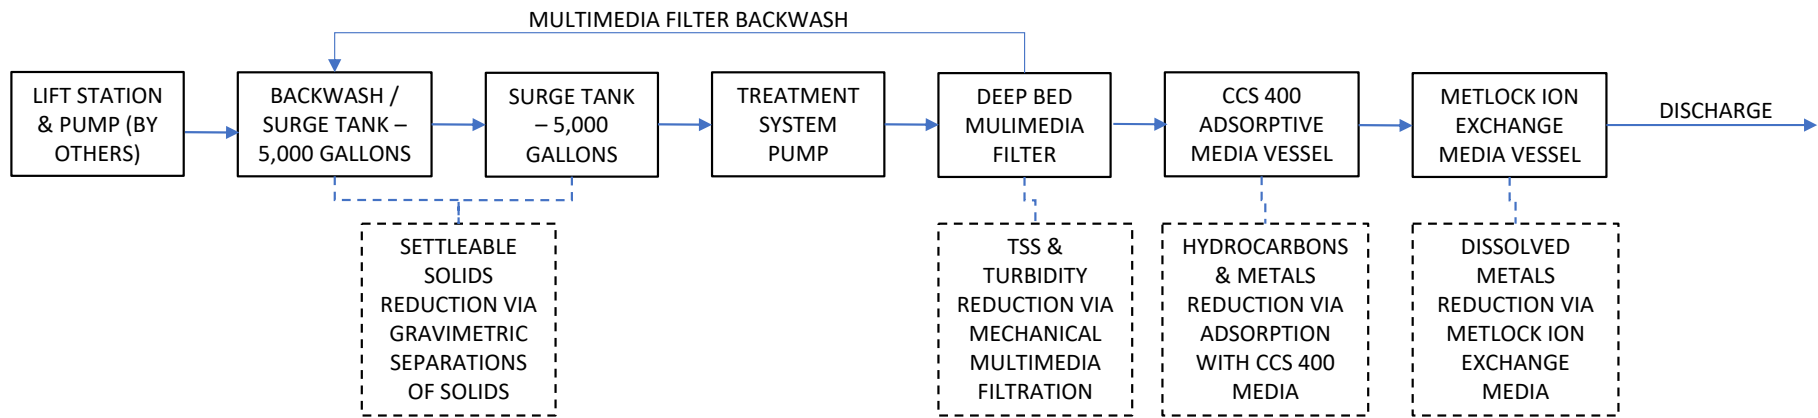 MULTIMEDIA FILTER BACKWASH
LIFT STATION
& PUMP (BY
OTHERS)
BACKWASH /
SURGE TANK –
5,000 GALLONS
SURGE TANK
– 5,000
GALLONS
TREATMENT
SYSTEM
PUMP
DEEP BED
MULIMEDIA
FILTER
CCS 400
ADSORPTIVE
MEDIA VESSEL
METLOCK ION
EXCHANGE
MEDIA VESSEL
DISCHARGE
SETTLEABLE
SOLIDS
REDUCTION VIA
GRAVIMETRIC
SEPARATIONS
OF SOLIDS
TSS &
TURBIDITY
REDUCTION VIA
MECHANICAL
MULTIMEDIA
FILTRATION
HYDROCARBONS
& METALS
REDUCTION VIA
ADSORPTION
WITH CCS 400
MEDIA
DISSOLVED
METALS
REDUCTION VIA
METLOCK ION
EXCHANGE
MEDIA